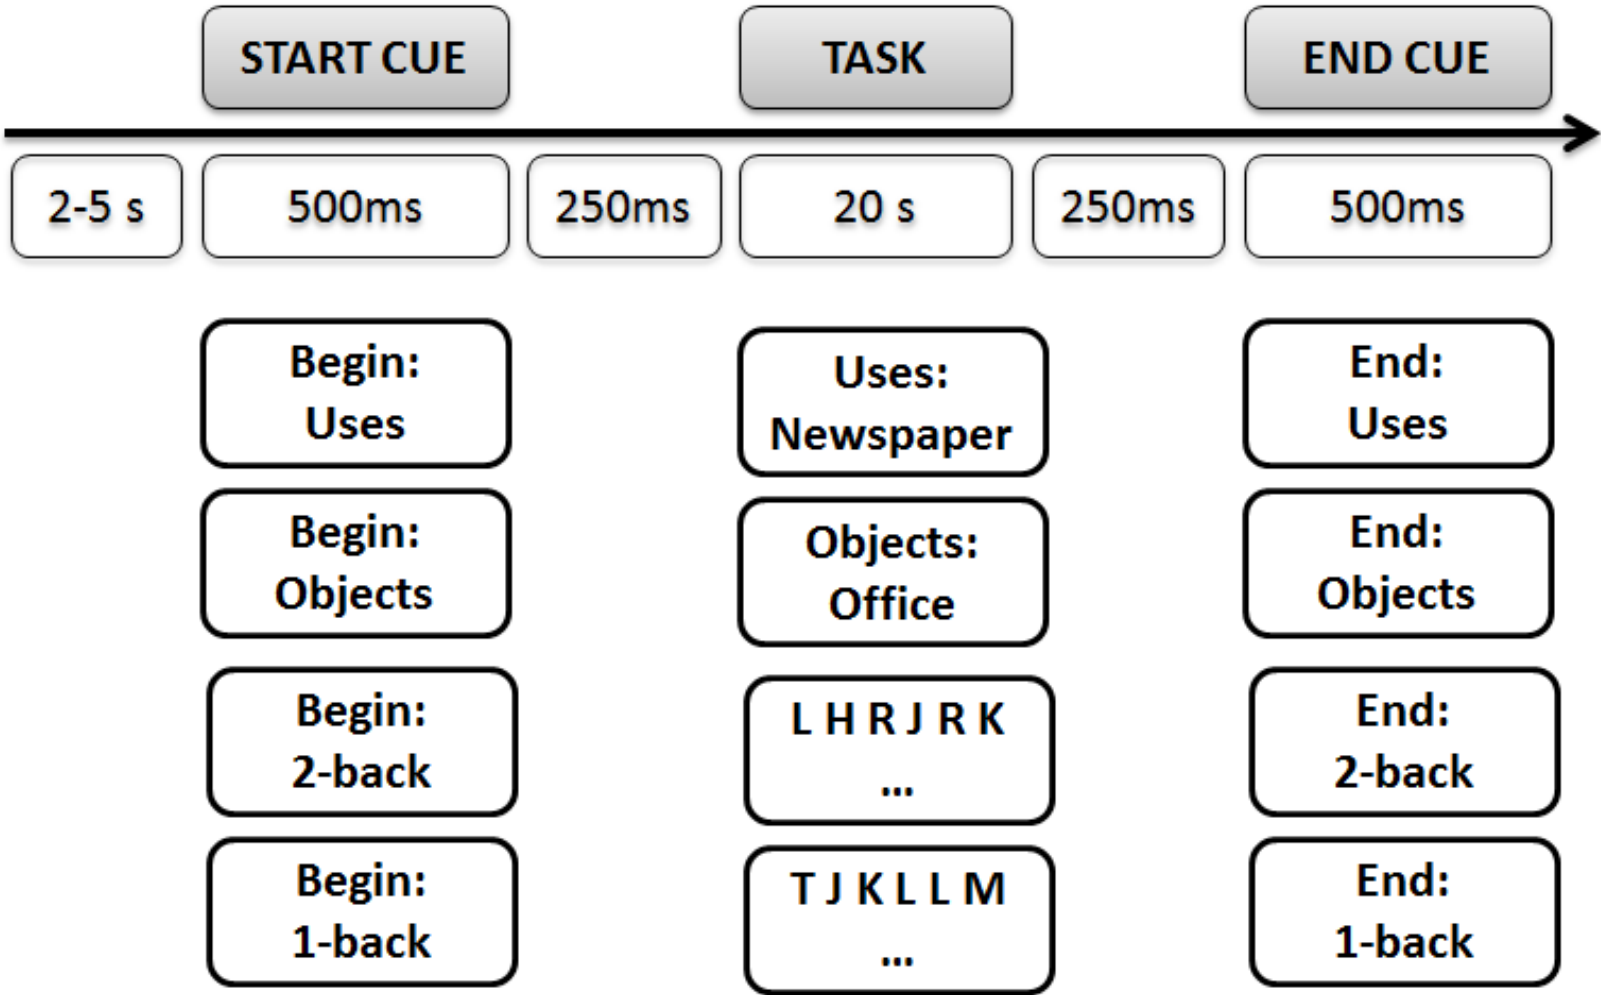 START CUE
TASK
END CUE
2-5 s
500ms
250ms
20 s
250ms
500ms
Begin:
Uses
Uses:
Newspaper
End:
Uses
Begin:
Objects
Objects:
Office
End:
Objects
Begin:
2-back
L H R J R K
...
End:
2-back
Begin:
1-back
T J K L L M
...
End:
1-back